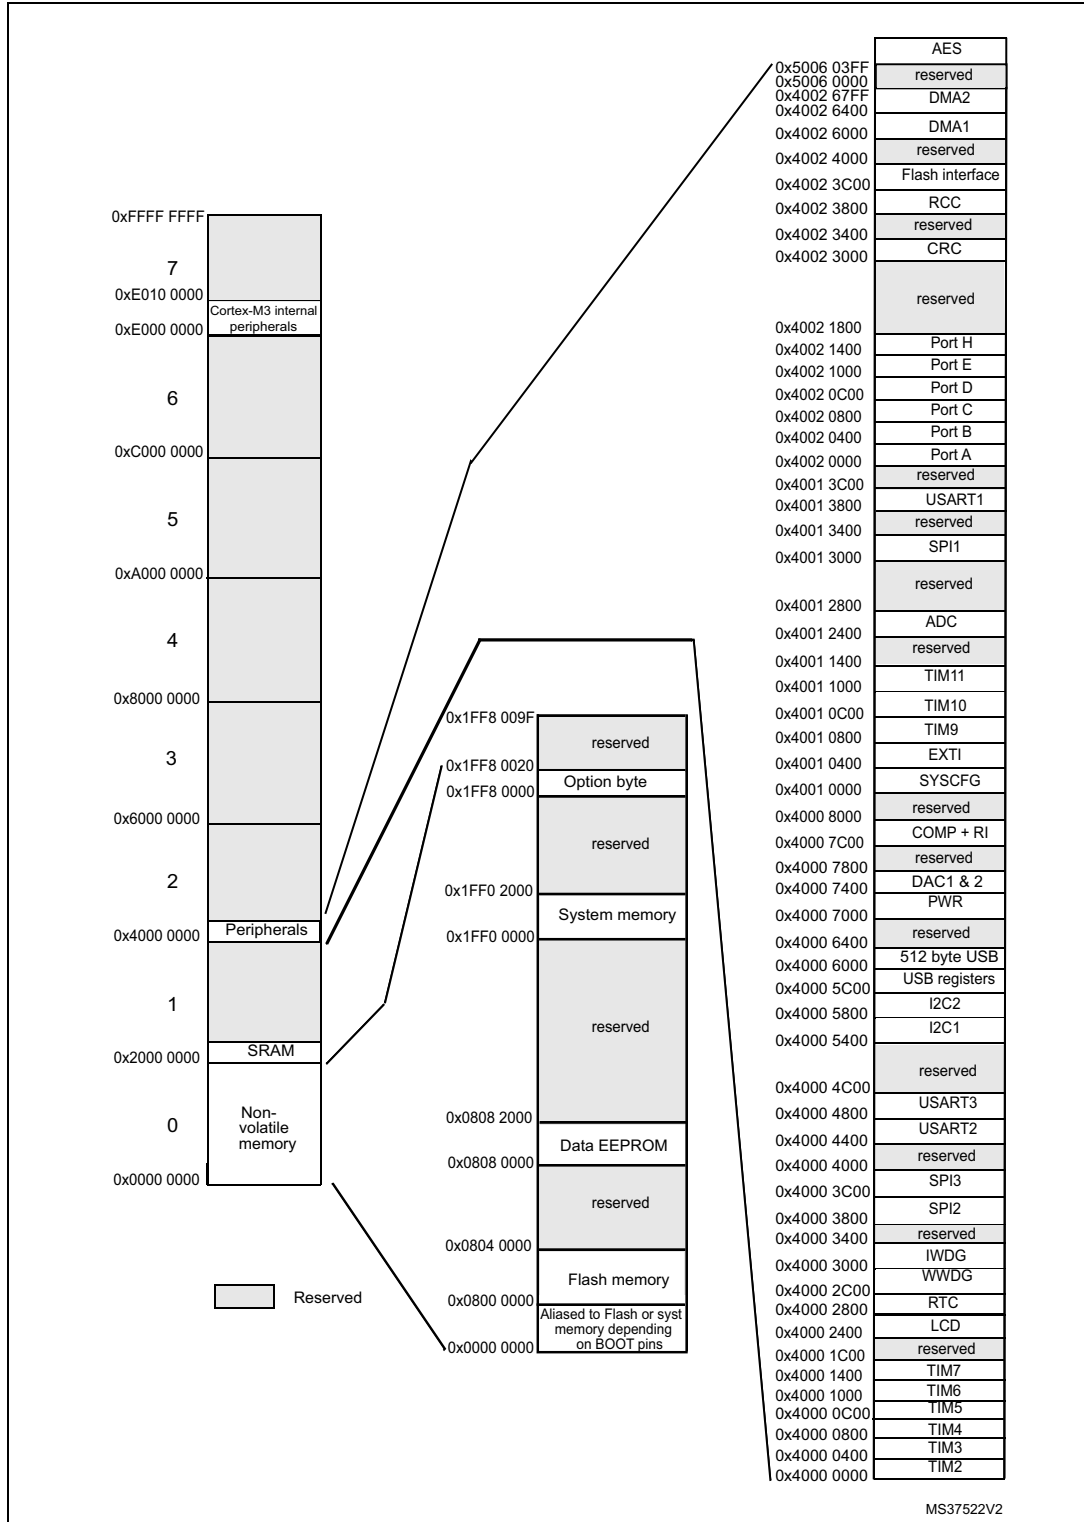 0xFFFF FFFF
7
0xE010 0000
Cortex-M3 internal
peripherals
0xE000 0000
6
0xC000 0000
5
0xA000 0000
4
0x8000 0000
3
0x6000 0000
2
Peripherals
0x4000 0000
1
SRAM
0x2000 0000
0
Non-
volatile
memory
0x0000 0000
Reserved
0x1FF8 009F
reserved
0x1FF8 0020
Option byte
0x1FF8 0000
reserved
0x1FF0 2000
System memory
0x1FF0 0000
reserved
0x0808 2000
Data EEPROM
0x0808 0000
reserved
0x0804 0000
Flash memory
0x0800 0000
Aliased to Flash or syst
memory depending
on BOOT pins
0x0000 0000
AES
0x5006 03FF
reserved
0x5006 0000
0x4002 67FF
DMA2
0x4002 6400
DMA1
0x4002 6000
reserved
0x4002 4000
Flash interface
0x4002 3C00
RCC
0x4002 3800
reserved
0x4002 3400
CRC
0x4002 3000
reserved
0x4002 1800
Port H
0x4002 1400
Port E
0x4002 1000
Port D
0x4002 0C00
Port C
0x4002 0800
Port B
0x4002 0400
Port A
0x4002 0000
reserved
0x4001 3C00
USART1
0x4001 3800
reserved
0x4001 3400
SPI1
0x4001 3000
reserved
0x4001 2800
ADC
0x4001 2400
reserved
0x4001 1400
TIM11
0x4001 1000
TIM10
0x4001 0C00
TIM9
0x4001 0800
EXTI
0x4001 0400
SYSCFG
0x4001 0000
reserved
0x4000 8000
COMP + RI
0x4000 7C00
reserved
0x4000 7800
DAC1 & 2
0x4000 7400
PWR
0x4000 7000
reserved
0x4000 6400
512 byte USB
0x4000 6000
USB registers
0x4000 5C00
I2C2
0x4000 5800
I2C1
0x4000 5400
reserved
0x4000 4C00
USART3
0x4000 4800
USART2
0x4000 4400
reserved
0x4000 4000
SPI3
0x4000 3C00
SPI2
0x4000 3800
reserved
0x4000 3400
IWDG
0x4000 3000
WWDG
0x4000 2C00
RTC
0x4000 2800
LCD
0x4000 2400
reserved
0x4000 1C00
TIM7
0x4000 1400
TIM6
0x4000 1000
TIM5
0x4000 0C00
TIM4
0x4000 0800
TIM3
0x4000 0400
TIM2
0x4000 0000
MS37522V2